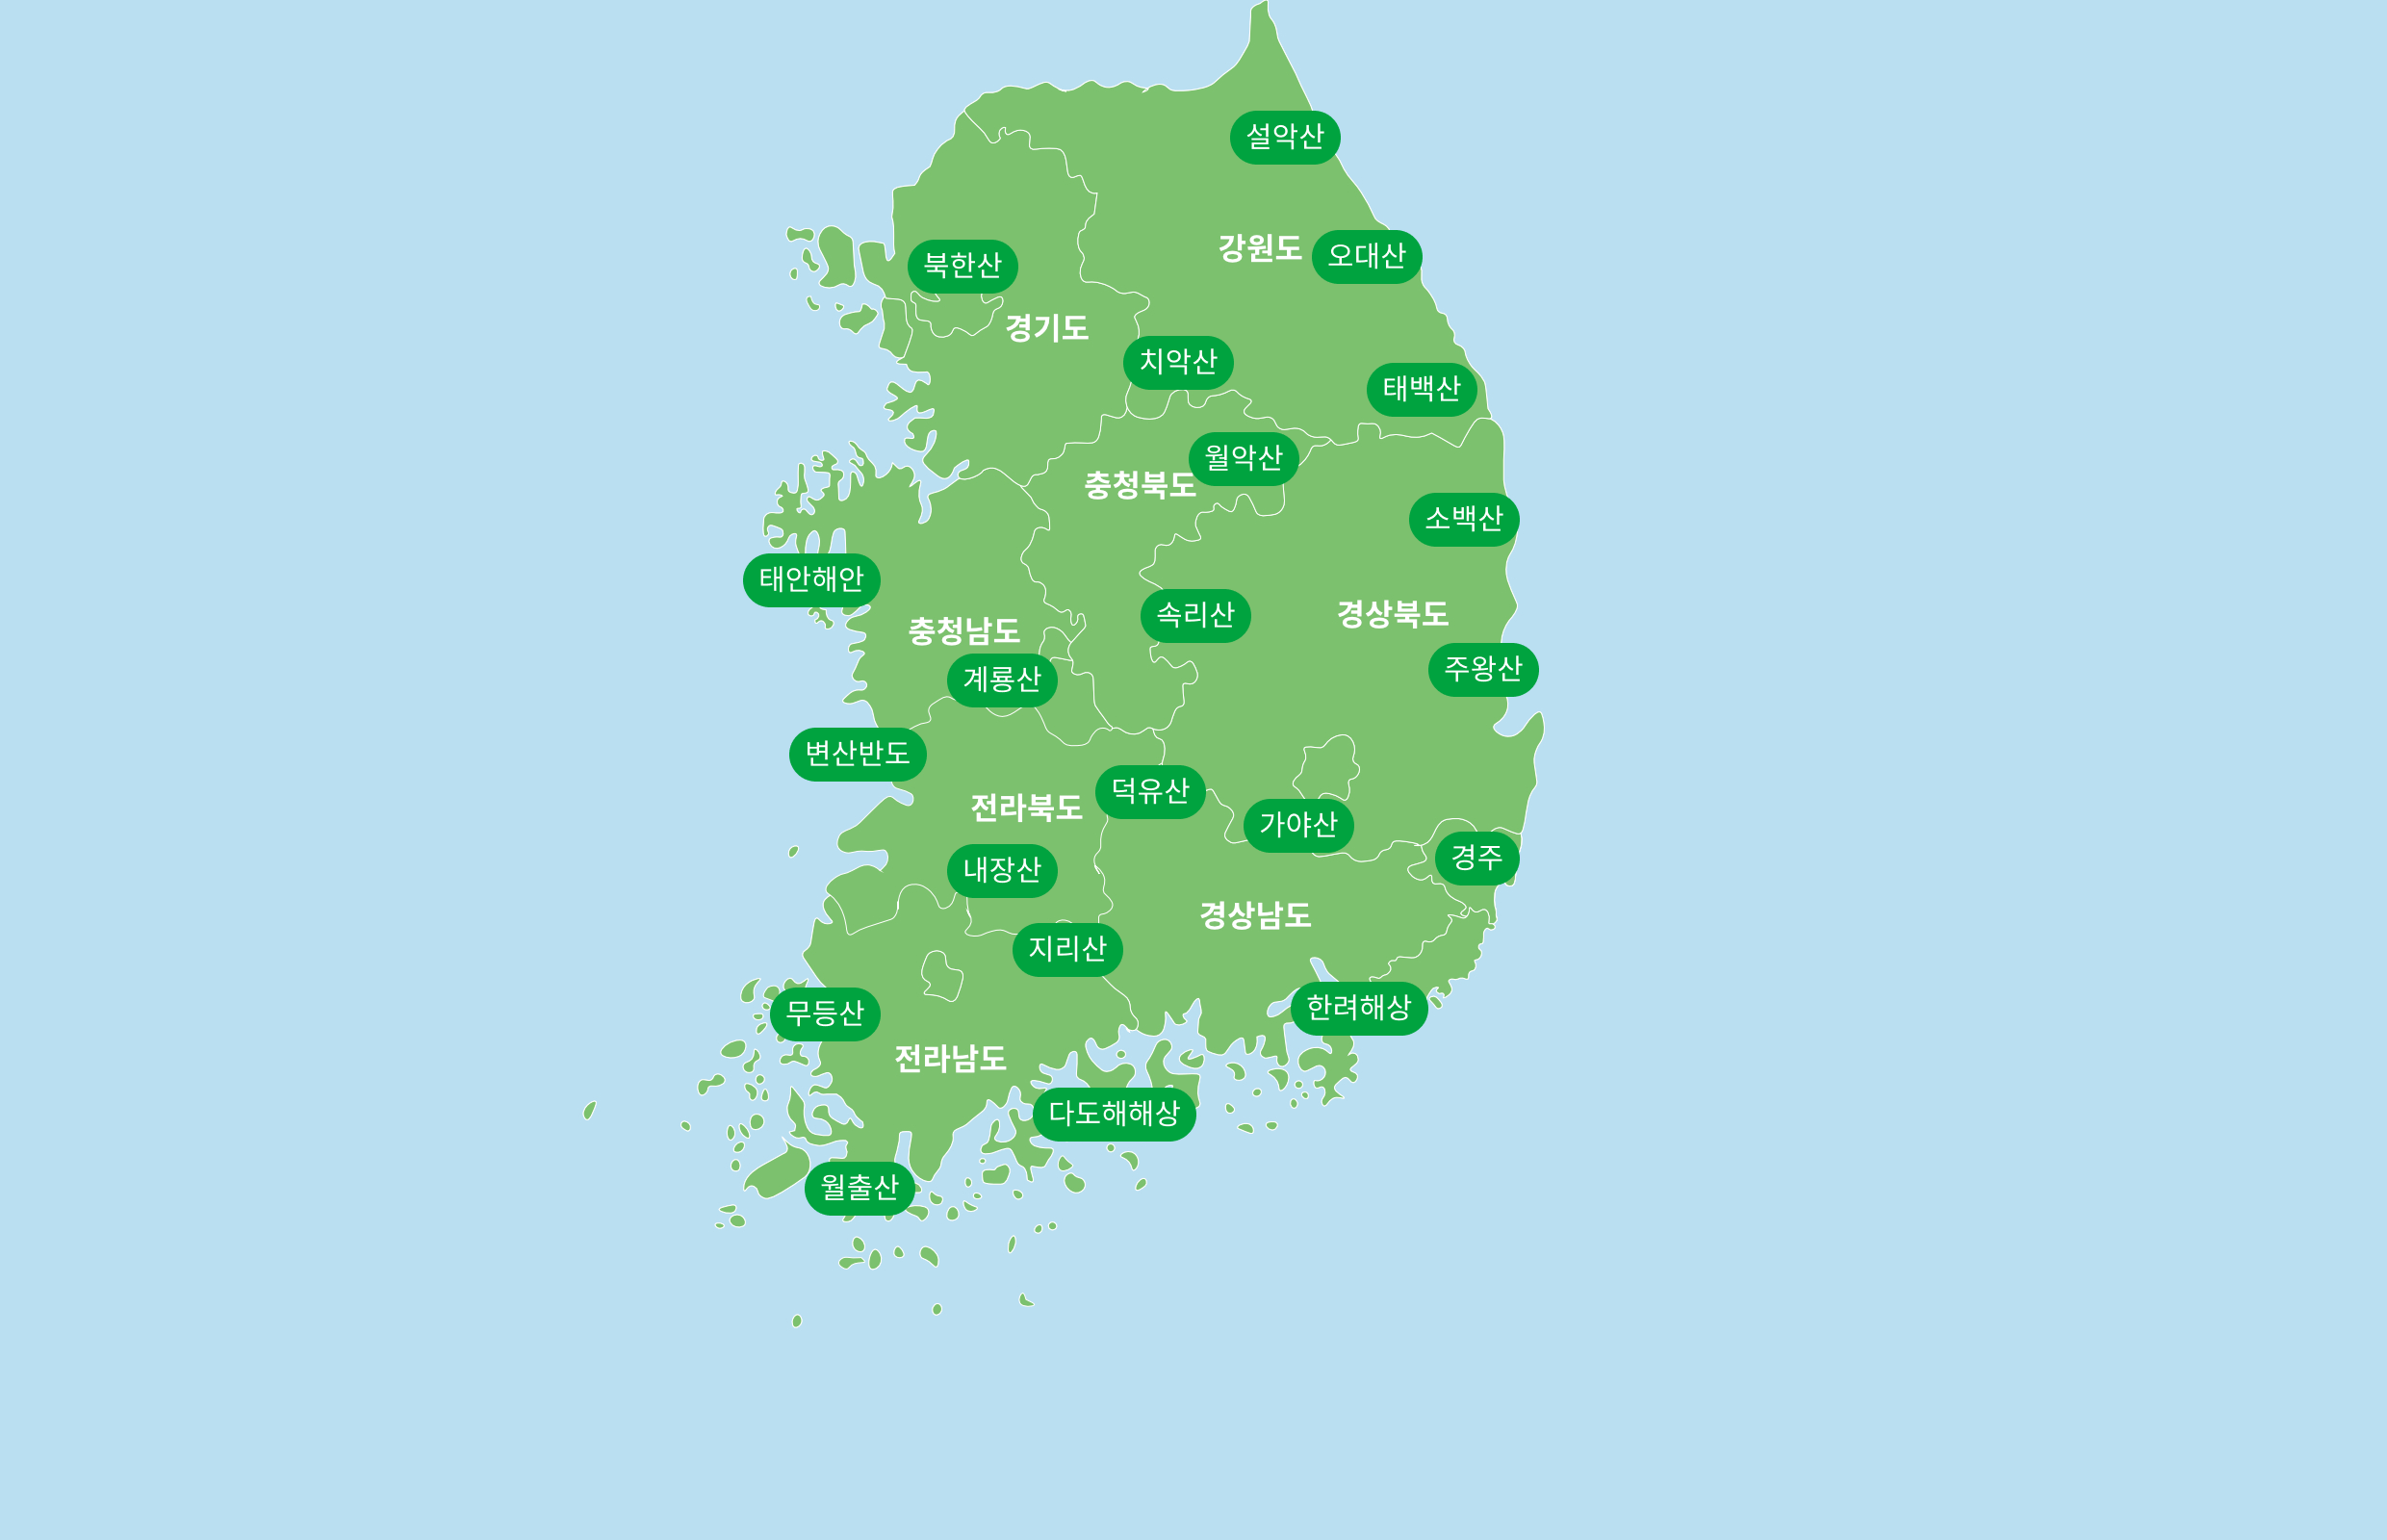 설악산
강원도
오대산
북한산
경기도
치악산
태백산
월악산
충청북도
소백산
태안해안
속리산
경상북도
충청남도
주왕산
계룡산
변산반도
덕유산
전라북도
가야산
경주
내장산
경상남도
지리산
한려해상
무등산
전라남도
다도해해상
월출산